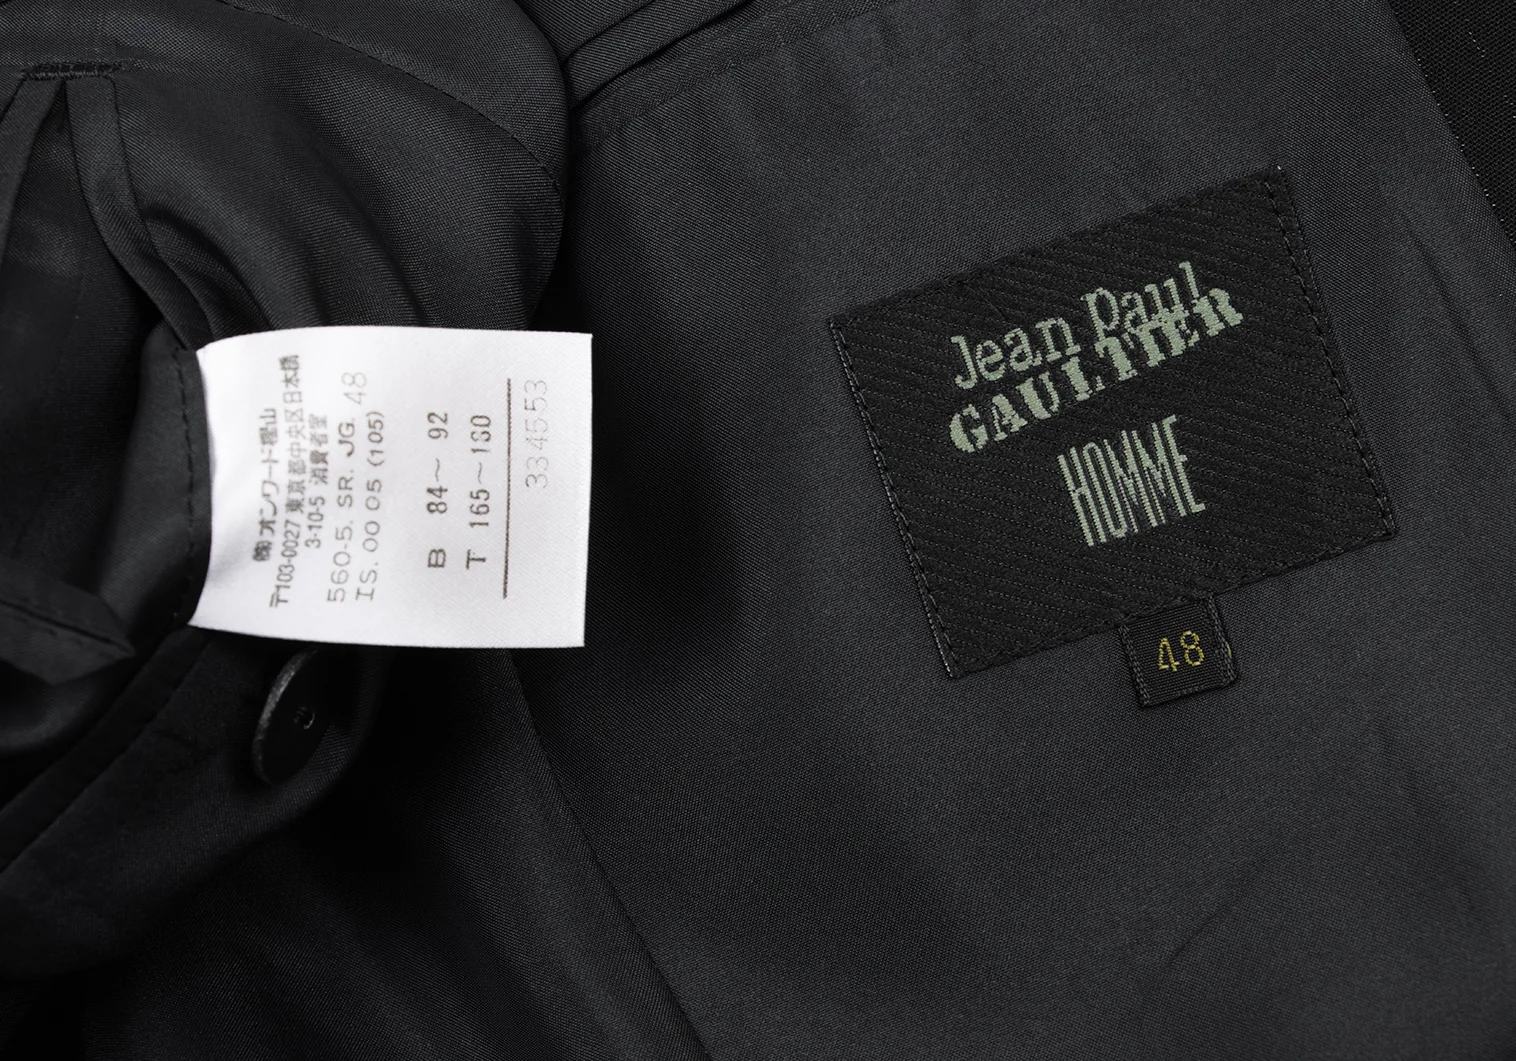 ㈱オンワード樫山
〒103-0027 東京都中央区日本橋
3-10-5 消費者室
560-5. SR. JG. 48
IS. 00 05 (105)
B 84〜 92
T 165〜180
334553
Jean Paul
GAULTIER
HOMME
48